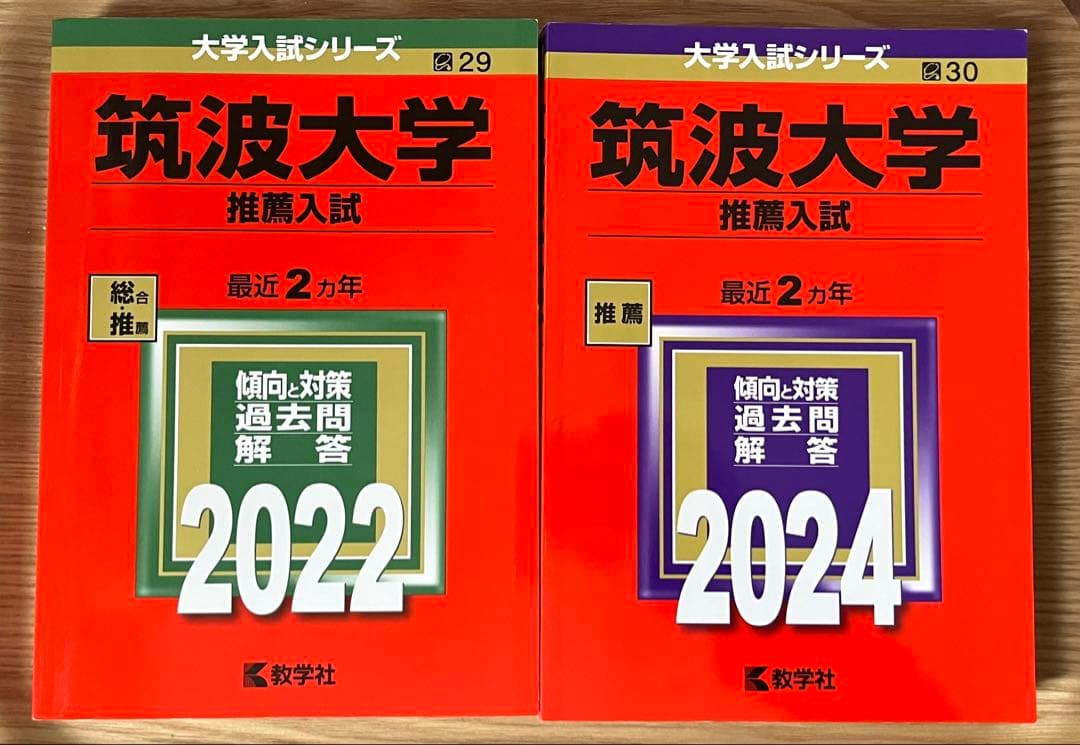 大学入試シリーズ
29
筑波大学
推薦入試
最近2カ年
総合・
推薦
傾向と対策
過去問
解答
2022
教学社
大学入試シリーズ
30
筑波大学
推薦入試
最近2カ年
推薦
傾向と対策
過去問
解答
2024
教学社